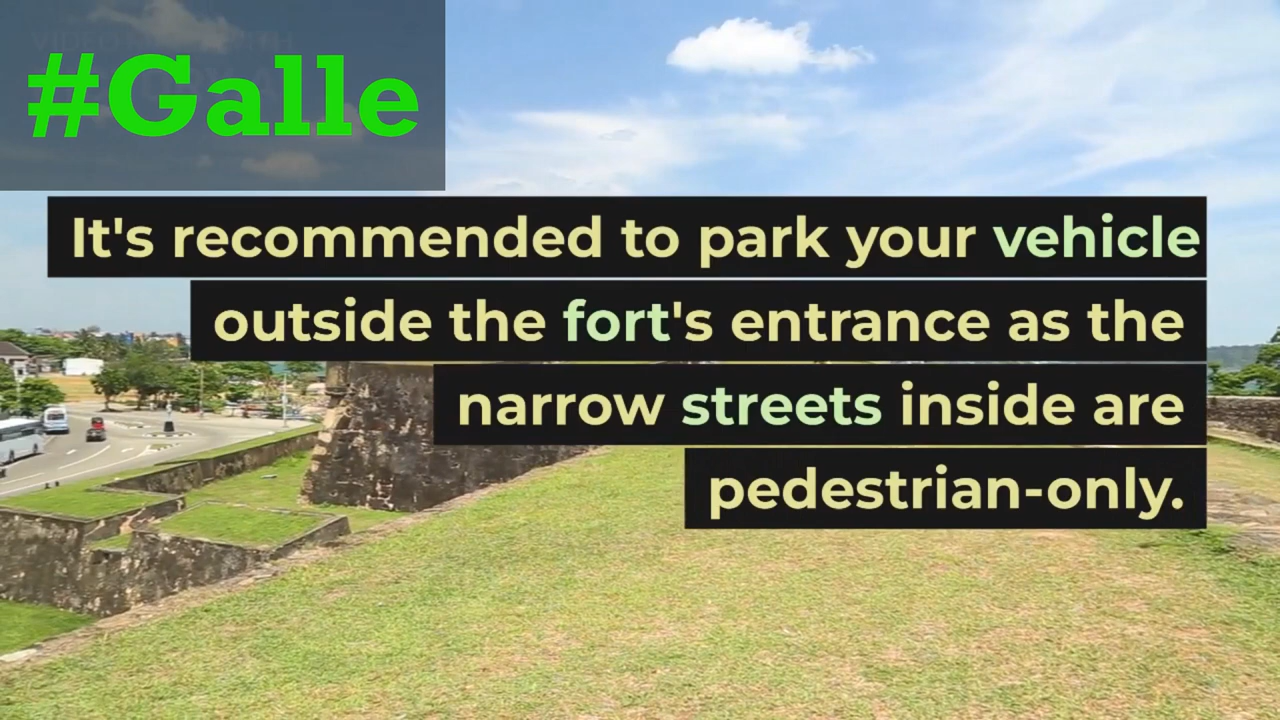 #Galle
It's recommended to park your vehicle
outside the fort's entrance as the
narrow streets inside are
pedestrian-only.